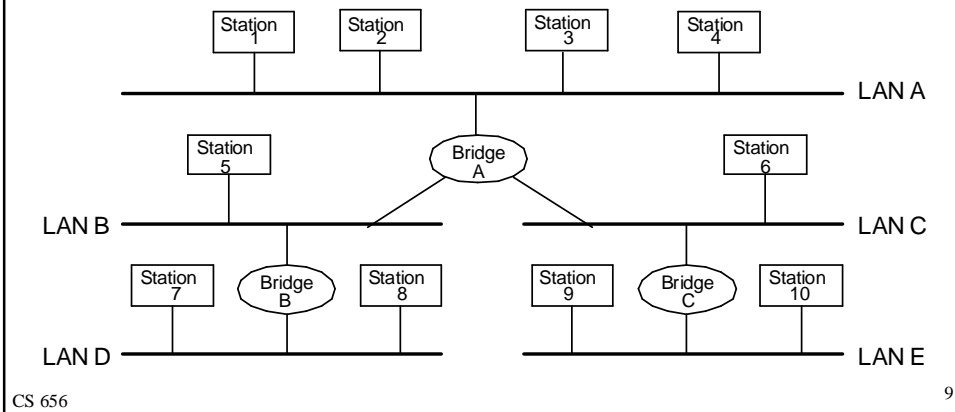 Station
1
Station
2
Station
3
Station
4
LAN A
Bridge
A
Station
5
Station
6
LAN B
LAN C
Station
7
Bridge
B
Station
8
Station
9
Bridge
C
Station
10
LAN D
LAN E
CS 656
9